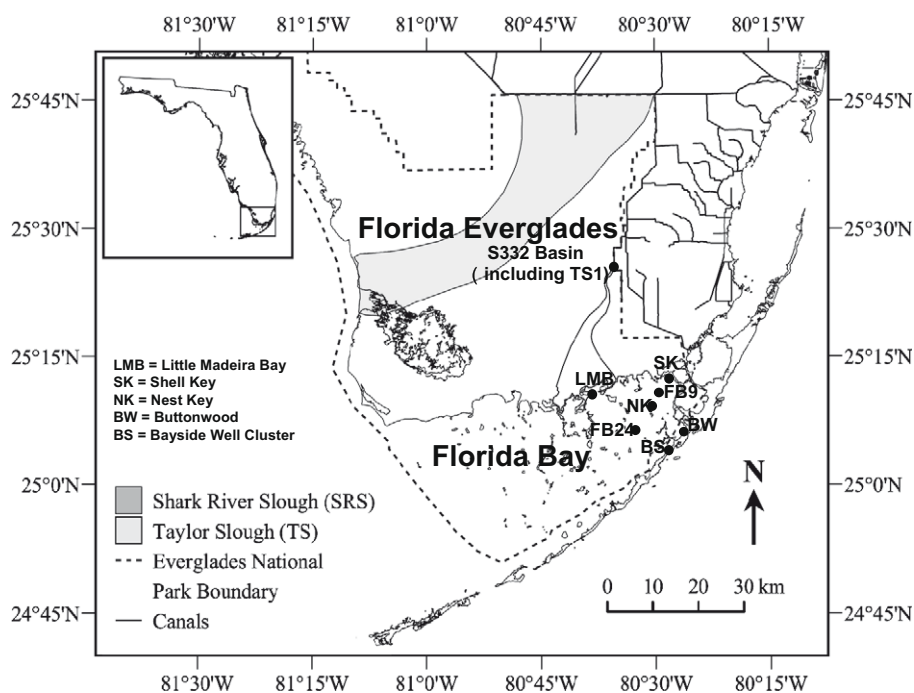 81°30'W 81°15'W 81°0'W 80°45'W 80°30'W 80°15'W
25°45'N 25°45'N
25°30'N 25°30'N
Florida Everglades
S332 Basin
( including TS1)
25°15'N 25°15'N
LMB = Little Madeira Bay
SK = Shell Key
NK = Nest Key
BW = Buttonwood
BS = Bayside Well Cluster
SK
LMB
FB9
NK
BW
FB24
BS
Florida Bay
25°0'N 25°0'N
N
Shark River Slough (SRS)
Taylor Slough (TS)
Everglades National
Park Boundary
Canals
0 10 20 30 km
24°45'N 24°45'N
81°30'W 81°15'W 81°0'W 80°45'W 80°30'W 80°15'W